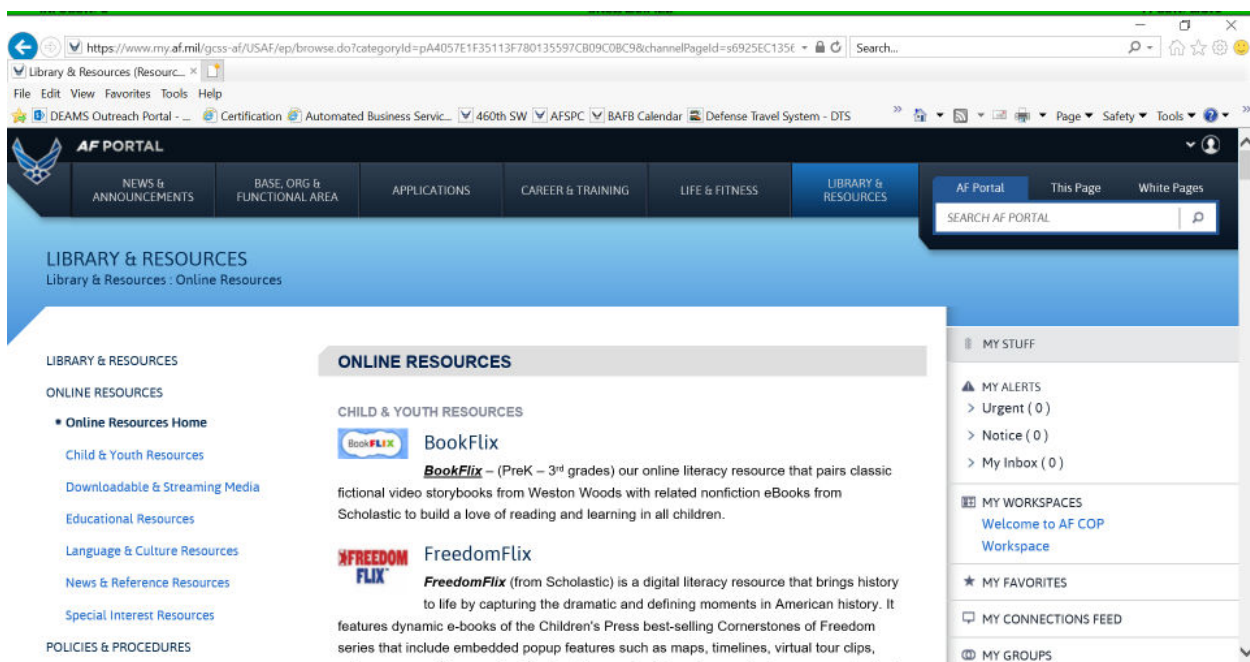 https://www.my.af.mil/gcss-af/USAF/ep/browse.do?categoryId=pA4057E1F35113F780135597CB09C0BC9&channelPageId=s6925EC1356
Search...
Library & Resources (Resourc...
File Edit View Favorites Tools Help
DEAMS Outreach Portal - ... Certification Automated Business Servic... 460th SW AFSPC BAFB Calendar Defense Travel System - DTS » Page Safety Tools »
AF PORTAL
NEWS & ANNOUNCEMENTS
BASE, ORG & FUNCTIONAL AREA
APPLICATIONS
CAREER & TRAINING
LIFE & FITNESS
LIBRARY & RESOURCES
AF Portal This Page White Pages
SEARCH AF PORTAL
LIBRARY & RESOURCES
Library & Resources : Online Resources
LIBRARY & RESOURCES
ONLINE RESOURCES
• Online Resources Home
Child & Youth Resources
Downloadable & Streaming Media
Educational Resources
Language & Culture Resources
News & Reference Resources
Special Interest Resources
POLICIES & PROCEDURES
ONLINE RESOURCES
CHILD & YOUTH RESOURCES
BookFLIX
BookFlix
BookFlix – (PreK – 3rd grades) our online literacy resource that pairs classic
fictional video storybooks from Weston Woods with related nonfiction eBooks from
Scholastic to build a love of reading and learning in all children.
FREEDOM
FLIX
FreedomFlix
FreedomFlix (from Scholastic) is a digital literacy resource that brings history
to life by capturing the dramatic and defining moments in American history. It
features dynamic e-books of the Children's Press best-selling Cornerstones of Freedom
series that include embedded popup features such as maps, timelines, virtual tour clips,
MY STUFF
MY ALERTS
> Urgent ( 0 )
> Notice ( 0 )
> My Inbox ( 0 )
MY WORKSPACES
Welcome to AF COP
Workspace
MY FAVORITES
MY CONNECTIONS FEED
MY GROUPS